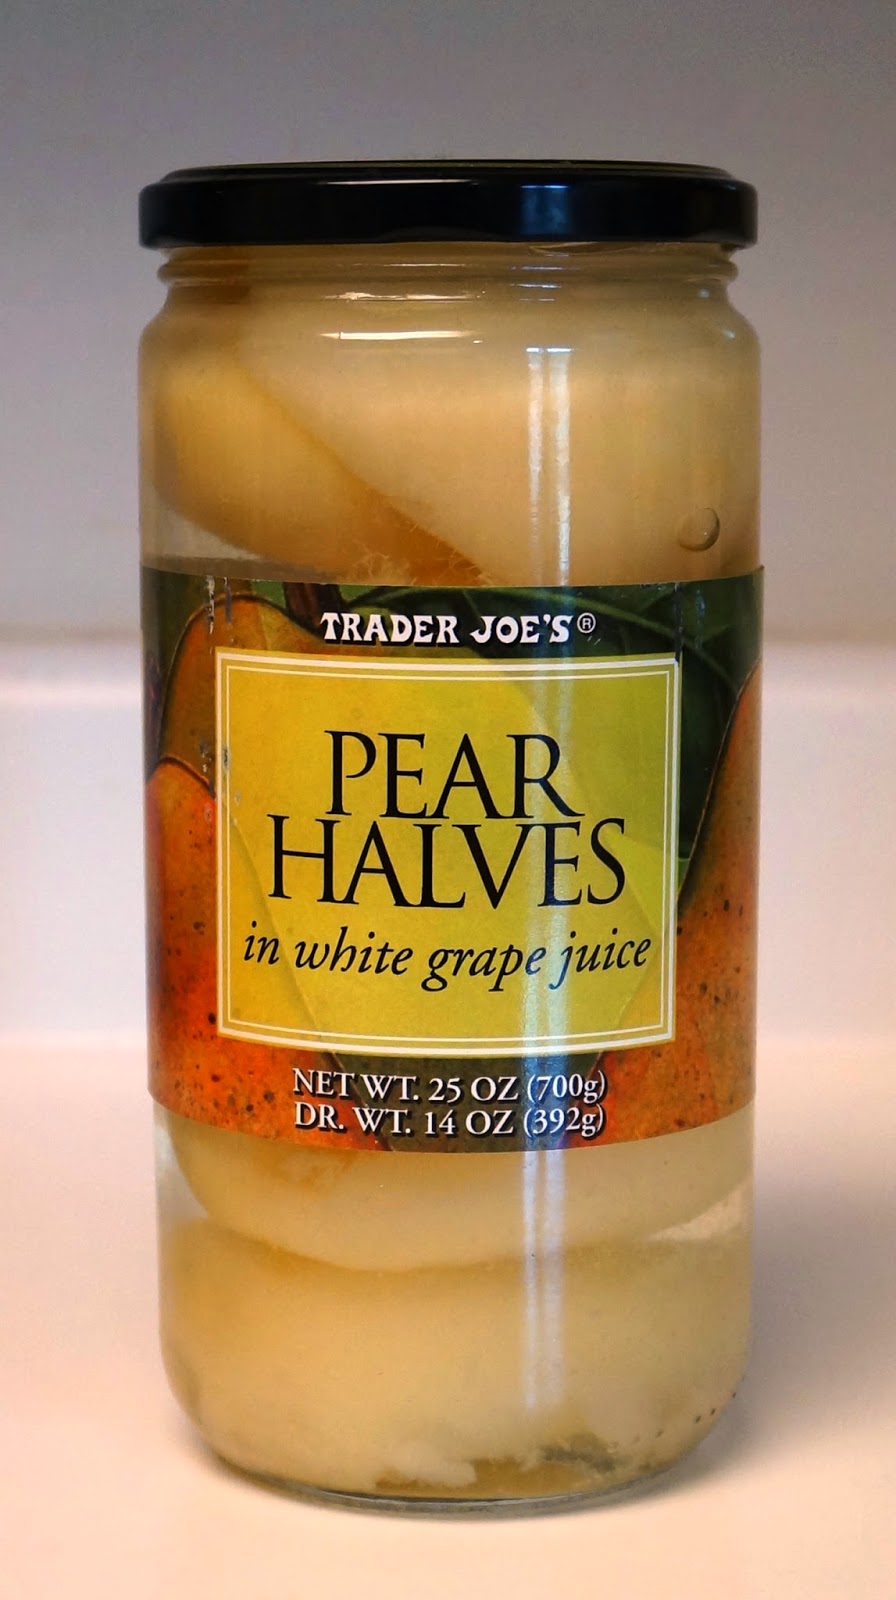 TRADER JOE'S®
PEAR
HALVES
in white grape juice
NET WT. 25 OZ (700g)
DR. WT. 14 OZ (392g)